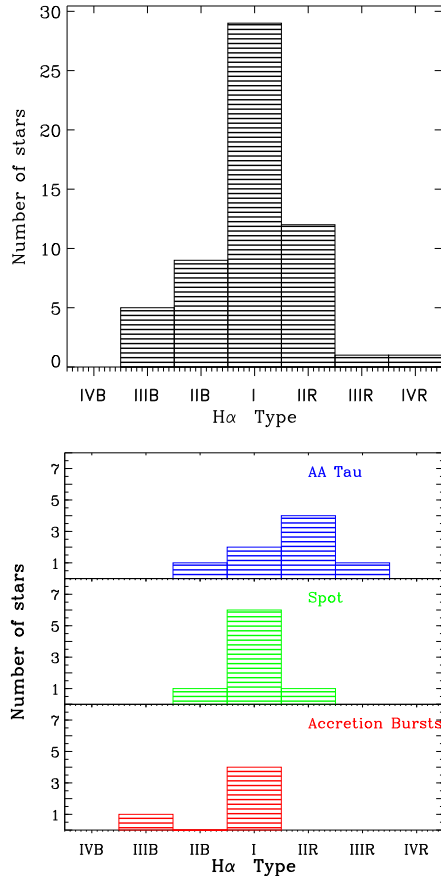 30
25
20
15
10
5
0
Number of stars
IVB IIIB IIB I IIR IIIR IVR
Hα Type
7
5
3
1
AA Tau
7
5
3
1
Spot
7
5
3
1
Accretion Bursts
Number of stars
IVB IIIB IIB I IIR IIIR IVR
Hα Type